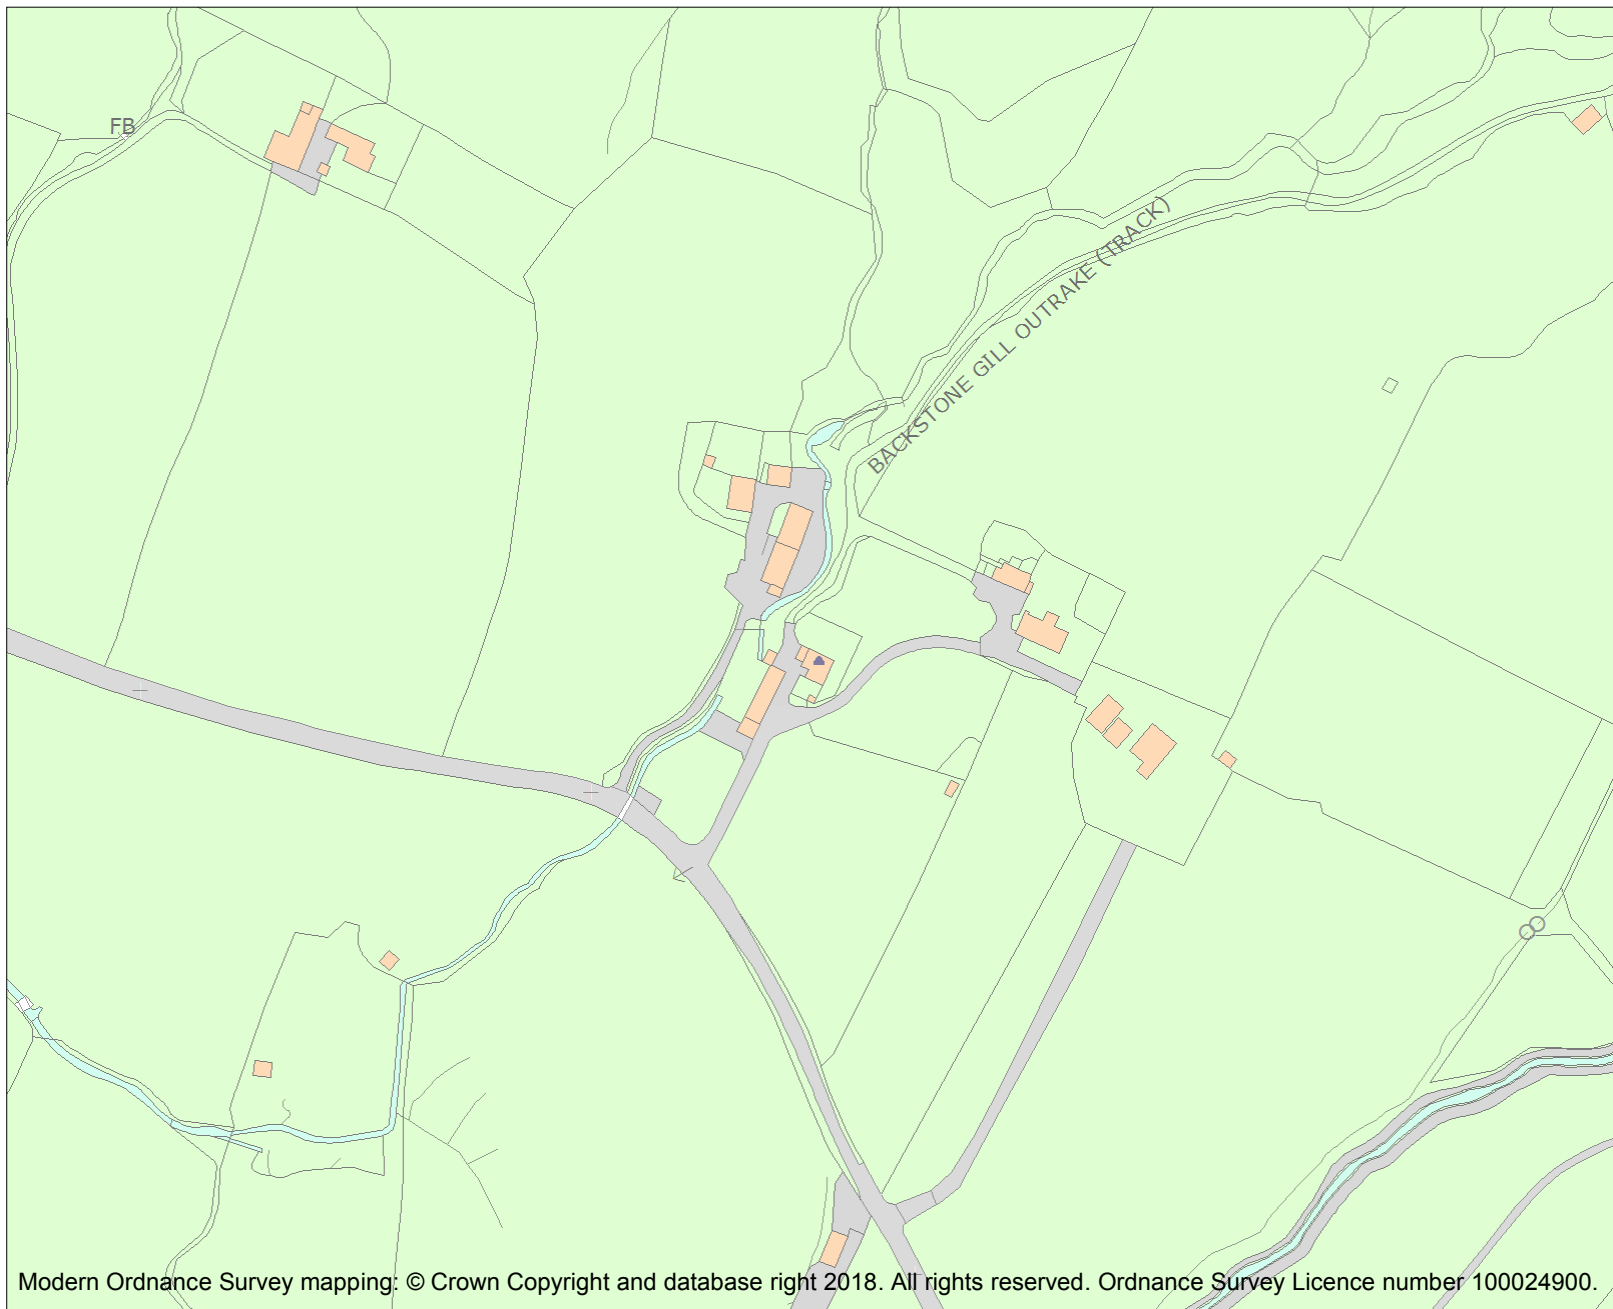 FB
BACKSTONE GILL OUTRAKE (TRACK)
Modern Ordnance Survey mapping: © Crown Copyright and database right 2018. All rights reserved. Ordnance Survey Licence number 100024900.